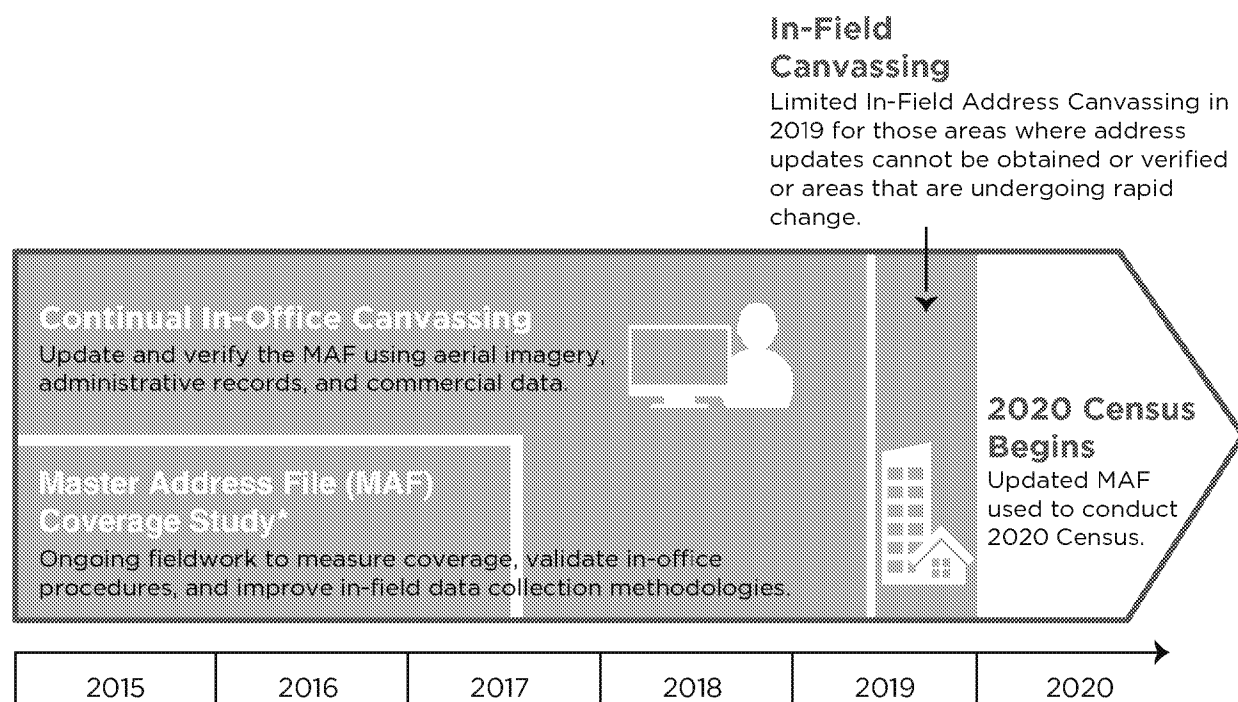 In-Field
Canvassing
Limited In-Field Address Canvassing in
2019 for those areas where address
updates cannot be obtained or verified
or areas that are undergoing rapid
change.
Continual In-Office Canvassing
Update and verify the MAF using aerial imagery,
administrative records, and commercial data.
Master Address File (MAF)
Coverage Study*
Ongoing fieldwork to measure coverage, validate in-office
procedures, and improve in-field data collection methodologies.
2020 Census
Begins
Updated MAF
used to conduct
2020 Census.
2015 2016 2017 2018 2019 2020